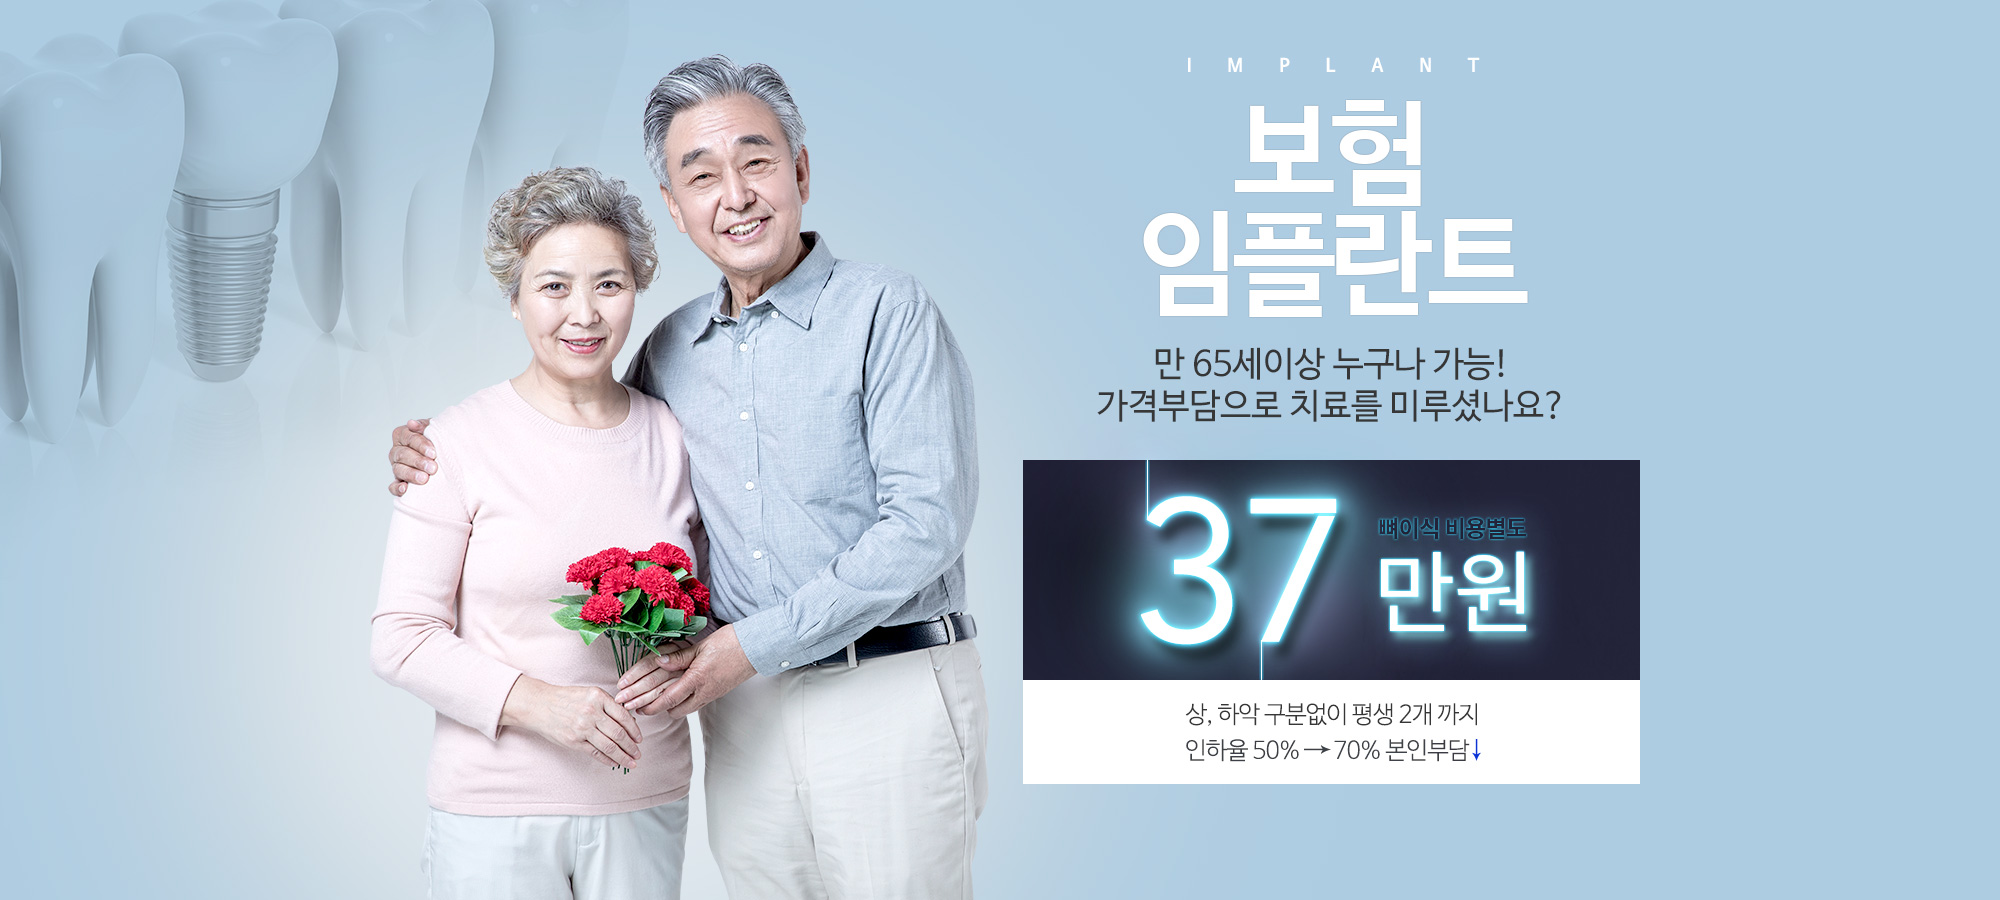 IMPLANT
보험
임플란트
만 65세이상 누구나 가능!
가격부담으로 치료를 미루셨나요?
37만원
뼈이식 비용별도
상, 하악 구분없이 평생 2개 까지
인하율 50% → 70% 본인부담↓